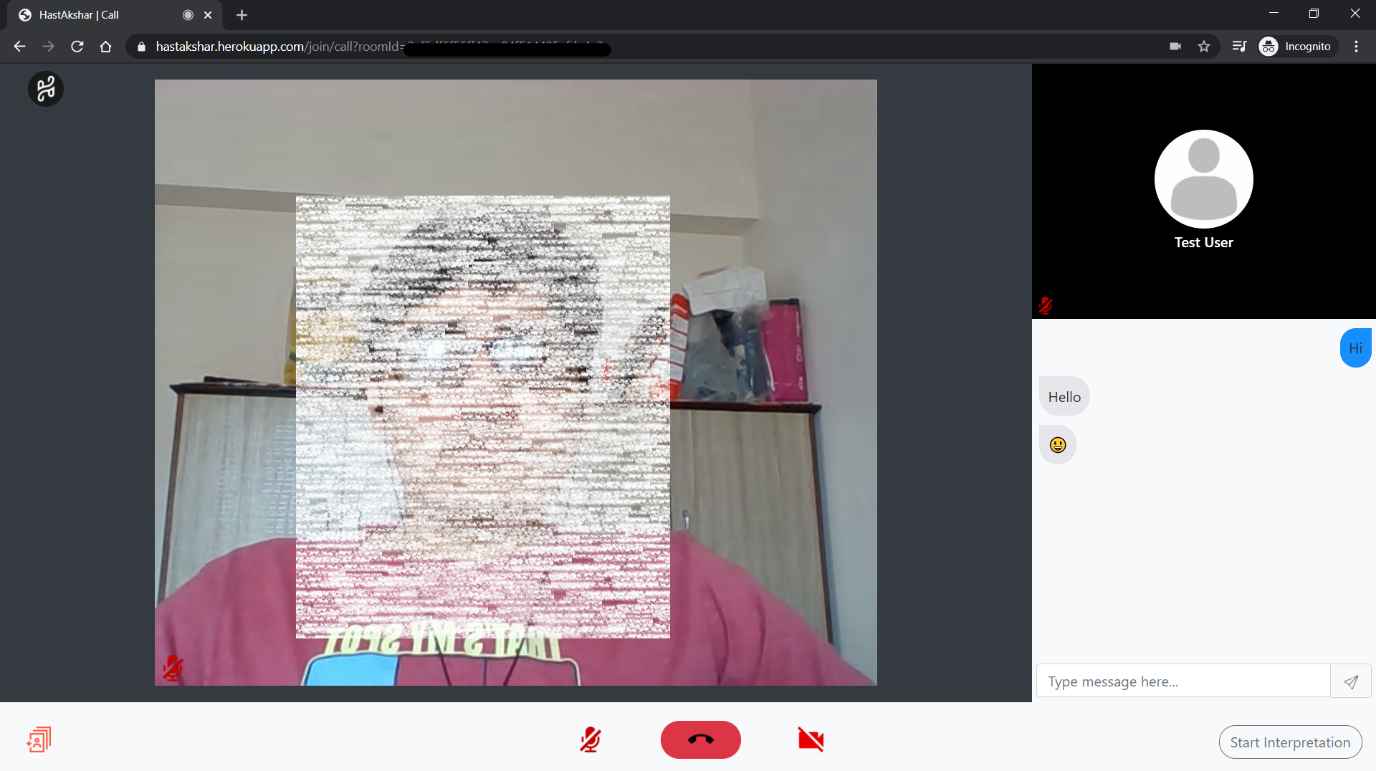 HastAkshar | Call
hastakshar.herokuapp.com/join/call?roomId=
Incognito
Test User
Hi
Hello
THAT'S MY SPOT
Type message here...
Start Interpretation